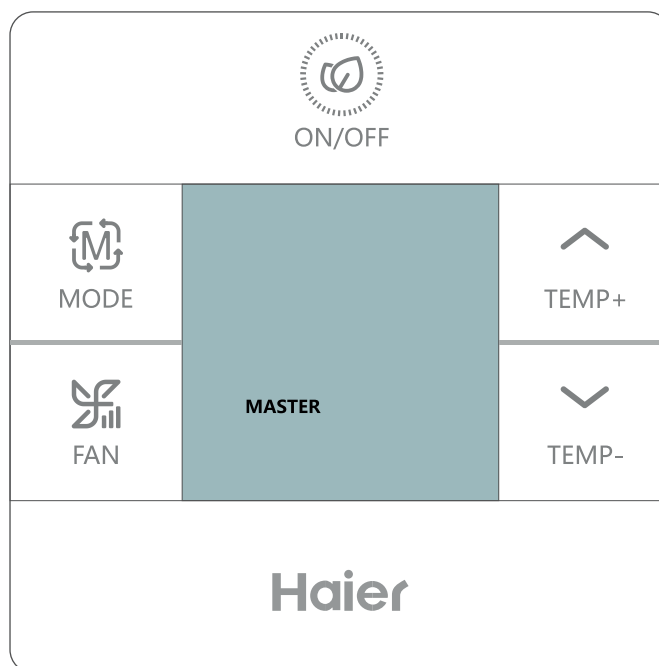 ON/OFF
MODE
TEMP+
MASTER
FAN
TEMP-
Haier